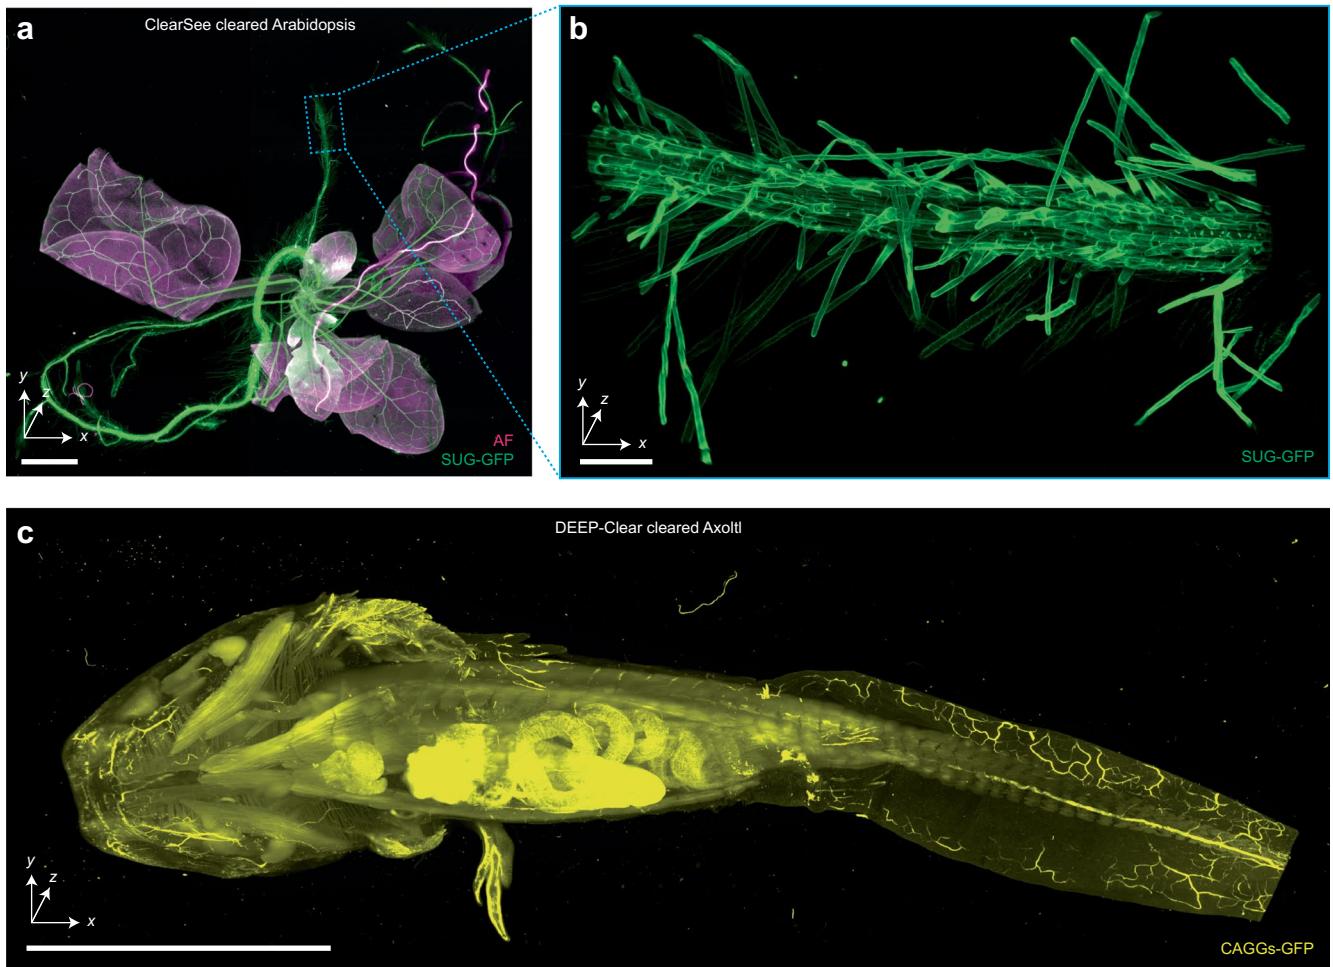 a
ClearSee cleared Arabidopsis
y
z
x
AF
SUG-GFP
b
y
z
x
SUG-GFP
c
DEEP-Clear cleared Axoltl
y
z
x
CAGGs-GFP